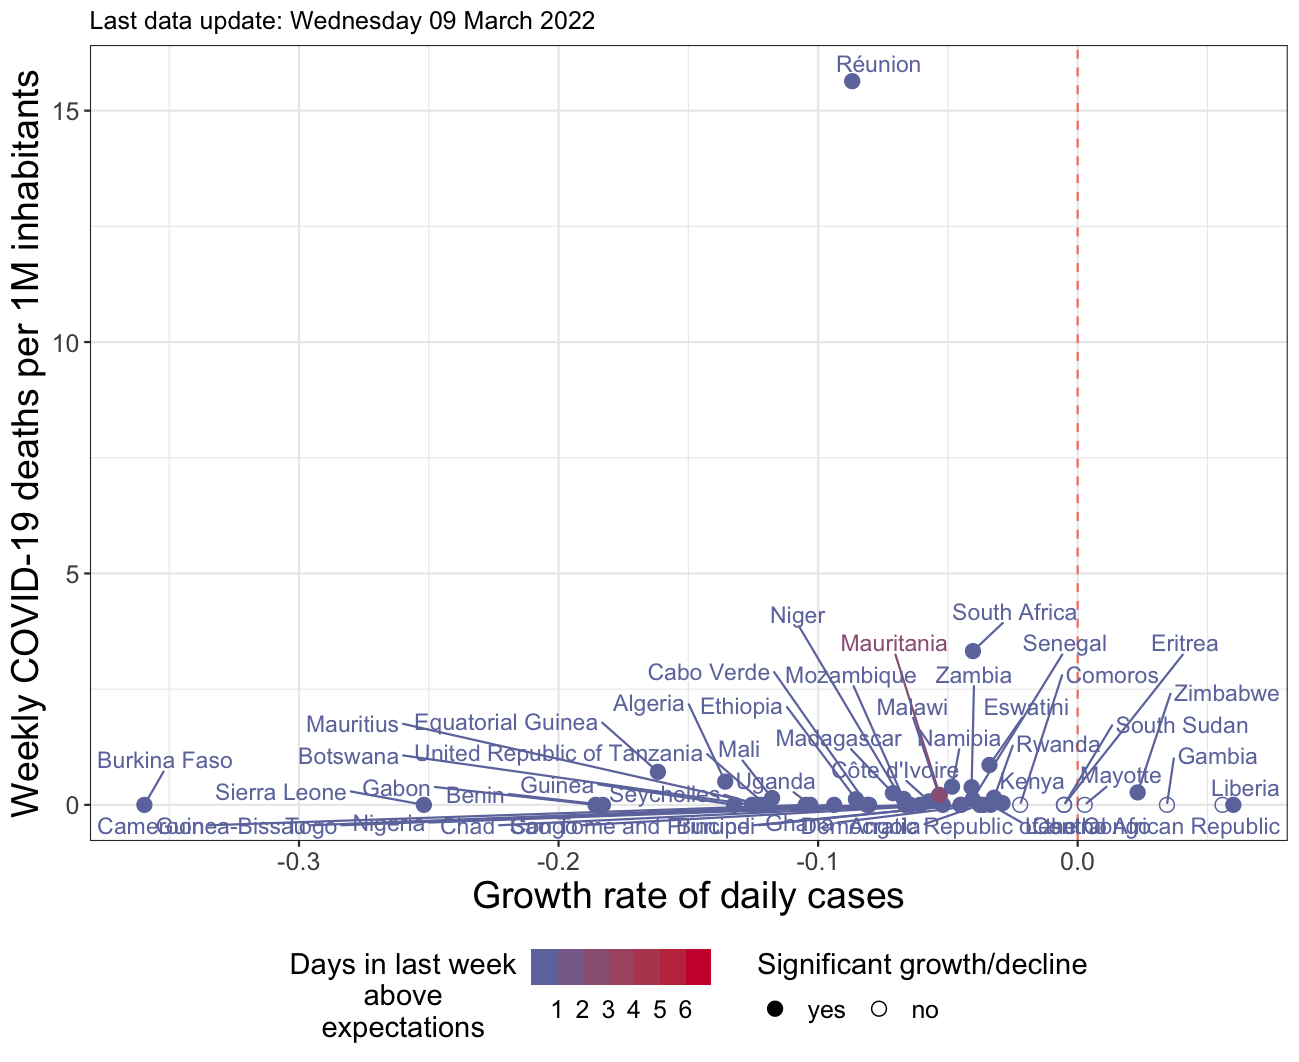 Last data update: Wednesday 09 March 2022
Weekly COVID-19 deaths per 1M inhabitants
15
10
5
0
Réunion
Niger
South Africa
Mauritania
Senegal
Eritrea
Cabo Verde
Mozambique
Zambia
Comoros
Zimbabwe
Algeria
Ethiopia
Malawi
Eswatini
Mauritius
Equatorial Guinea
South Sudan
Madagascar
Namibia
Rwanda
Burkina Faso
Botswana
United Republic of Tanzania
Mali
Gambia
Côte d'Ivoire
Mayotte
Sierra Leone
Gabon
Benin
Guinea
Seychelles
Uganda
Kenya
Liberia
Cameroon
Guinea-Bissau
Togo
Nigeria
Chad
Sao Tome and Principe
Burundi
Ghana
Democratic Republic of the Congo
Angola
Central African Republic
-0.3
-0.2
-0.1
0.0
Growth rate of daily cases
Days in last week
above
expectations
1 2 3 4 5 6
Significant growth/decline
yes
no